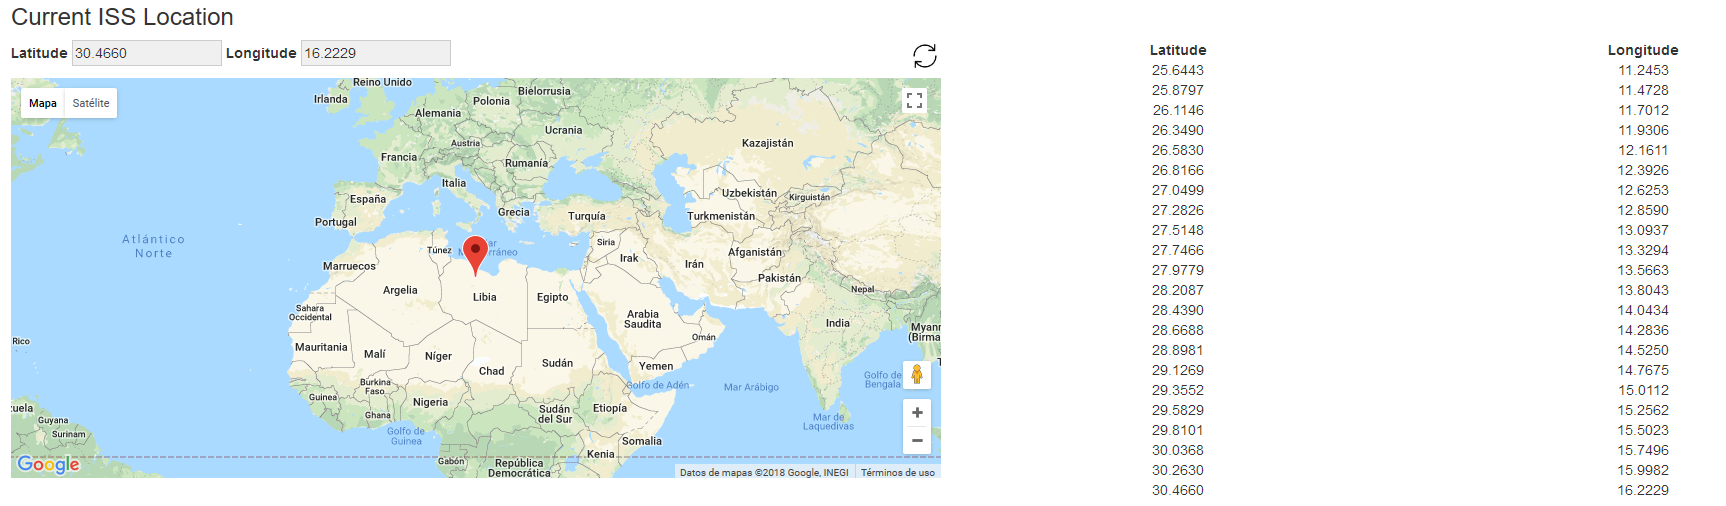 Current ISS Location
Latitude 30.4660 Longitude 16.2229
Mapa Satélite
Reino Unido
Irlanda
Bielorrusia
Polonia
Alemania
Ucrania
Austria
Kazajistán
Francia
Rumanía
Italia
Uzbekistán
Kirguistán
España
Grecia
Turquía
Turkmenistán
Portugal
Atlántico
Norte
Túnez
Siria
Afganistán
Marruecos
Irak
Irán
Pakistán
Argelia
Libia
Egipto
Nepal
Sahara
Occidental
Arabia
Saudita
India
Myann
(Birma
Omán
Rico
Mauritania
Malí
Níger
Chad
Sudán
Yemen
Golfo de Adén
Mar Arábigo
Golfo de
Bengala
Burkina
Faso
Guinea
Nigeria
Ghana
Sudán
del Sur
Etiopía
zuela
Guyana
Surinam
Golfo de
Guinea
Mar de
Laquedivas
Somalia
Kenia
Gabón
República
Democrática
Google
Datos de mapas ©2018 Google, INEGI Términos de uso
Latitude Longitude
25.6443 11.2453
25.8797 11.4728
26.1146 11.7012
26.3490 11.9306
26.5830 12.1611
26.8166 12.3926
27.0499 12.6253
27.2826 12.8590
27.5148 13.0937
27.7466 13.3294
27.9779 13.5663
28.2087 13.8043
28.4390 14.0434
28.6688 14.2836
28.8981 14.5250
29.1269 14.7675
29.3552 15.0112
29.5829 15.2562
29.8101 15.5023
30.0368 15.7496
30.2630 15.9982
30.4660 16.2229